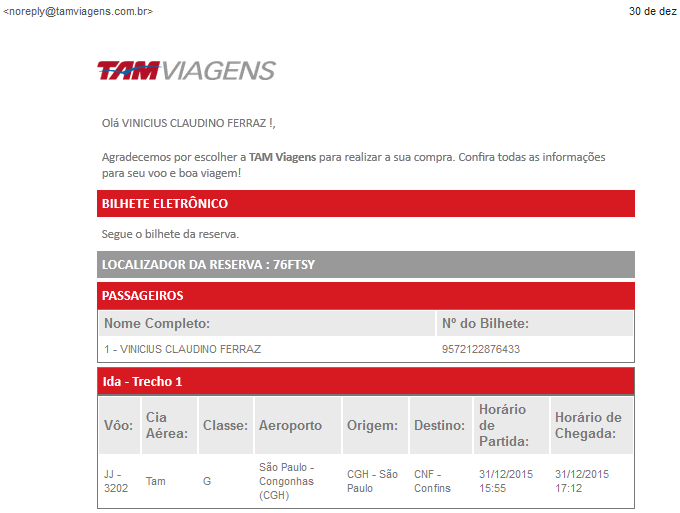 <noreply@tamviagens.com.br> 30 de dez
TAM VIAGENS
Olá VINICIUS CLAUDINO FERRAZ !,
Agradecemos por escolher a TAM Viagens para realizar a sua compra. Confira todas as informações
para seu voo e boa viagem!
BILHETE ELETRÔNICO
Segue o bilhete da reserva.
LOCALIZADOR DA RESERVA : 76FTSY
PASSAGEIROS
Nome Completo: Nº do Bilhete:
1 - VINICIUS CLAUDINO FERRAZ 9572122876433
Ida - Trecho 1
Vôo: Cia Aérea: Classe: Aeroporto Origem: Destino: Horário de Partida: Horário de Chegada:
JJ - 3202 Tam G São Paulo - Congonhas (CGH) CGH - São Paulo CNF - Confins 31/12/2015 15:55 31/12/2015 17:12